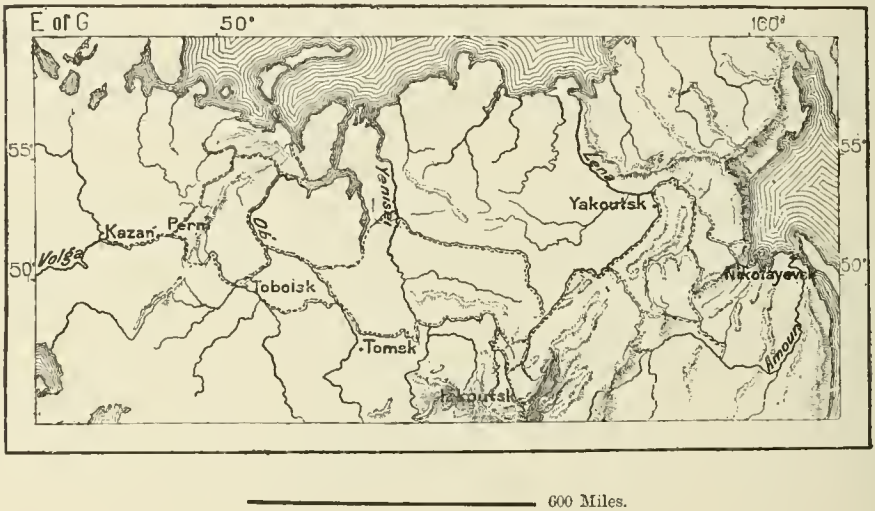 E of G 50° 160°
55° 55°
Lena
Yenisei
Yakoutsk
Kazan Perm
Ob
Volga
50° 50°
Nikolayevsk
Tobolsk
Amour
Tomsk
Irkoutsk
600 Miles.